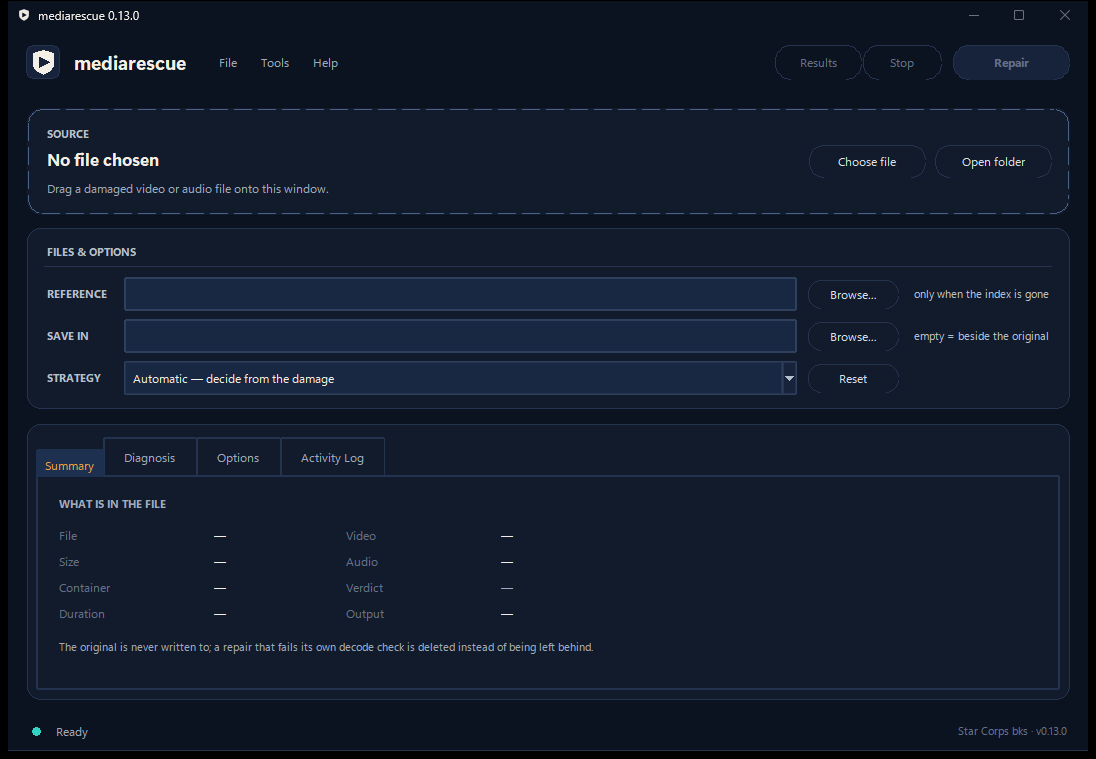 mediarescue 0.13.0
mediarescue File Tools Help Results Stop Repair
SOURCE
No file chosen
Drag a damaged video or audio file onto this window.
Choose file Open folder
FILES & OPTIONS
REFERENCE Browse... only when the index is gone
SAVE IN Browse... empty = beside the original
STRATEGY Automatic — decide from the damage Reset
Summary Diagnosis Options Activity Log
WHAT IS IN THE FILE
File — Video —
Size — Audio —
Container — Verdict —
Duration — Output —
The original is never written to; a repair that fails its own decode check is deleted instead of being left behind.
Ready Star Corps bks · v0.13.0